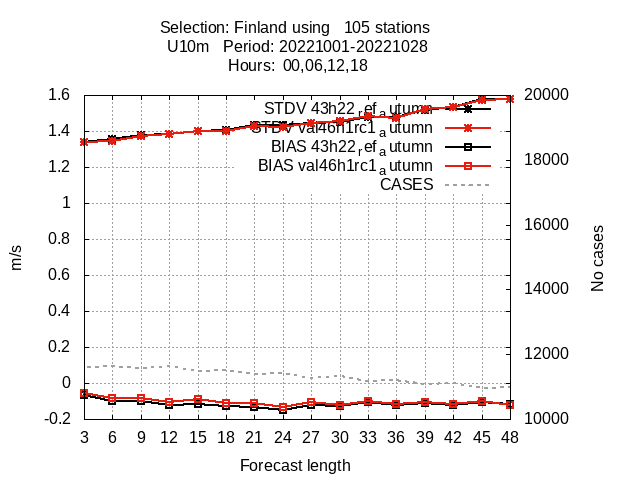 Selection: Finland using 105 stations
U10m Period: 20221001-20221028
Hours: 00,06,12,18
1.6
1.4
1.2
1
0.8
0.6
0.4
0.2
0
-0.2
m/s
STDV 43h22ref_autumn
STDV val46h1rc1_autumn
BIAS 43h22ref_autumn
BIAS val46h1rc1_autumn
CASES
20000
18000
16000
14000
12000
10000
No cases
3 6 9 12 15 18 21 24 27 30 33 36 39 42 45 48
Forecast length